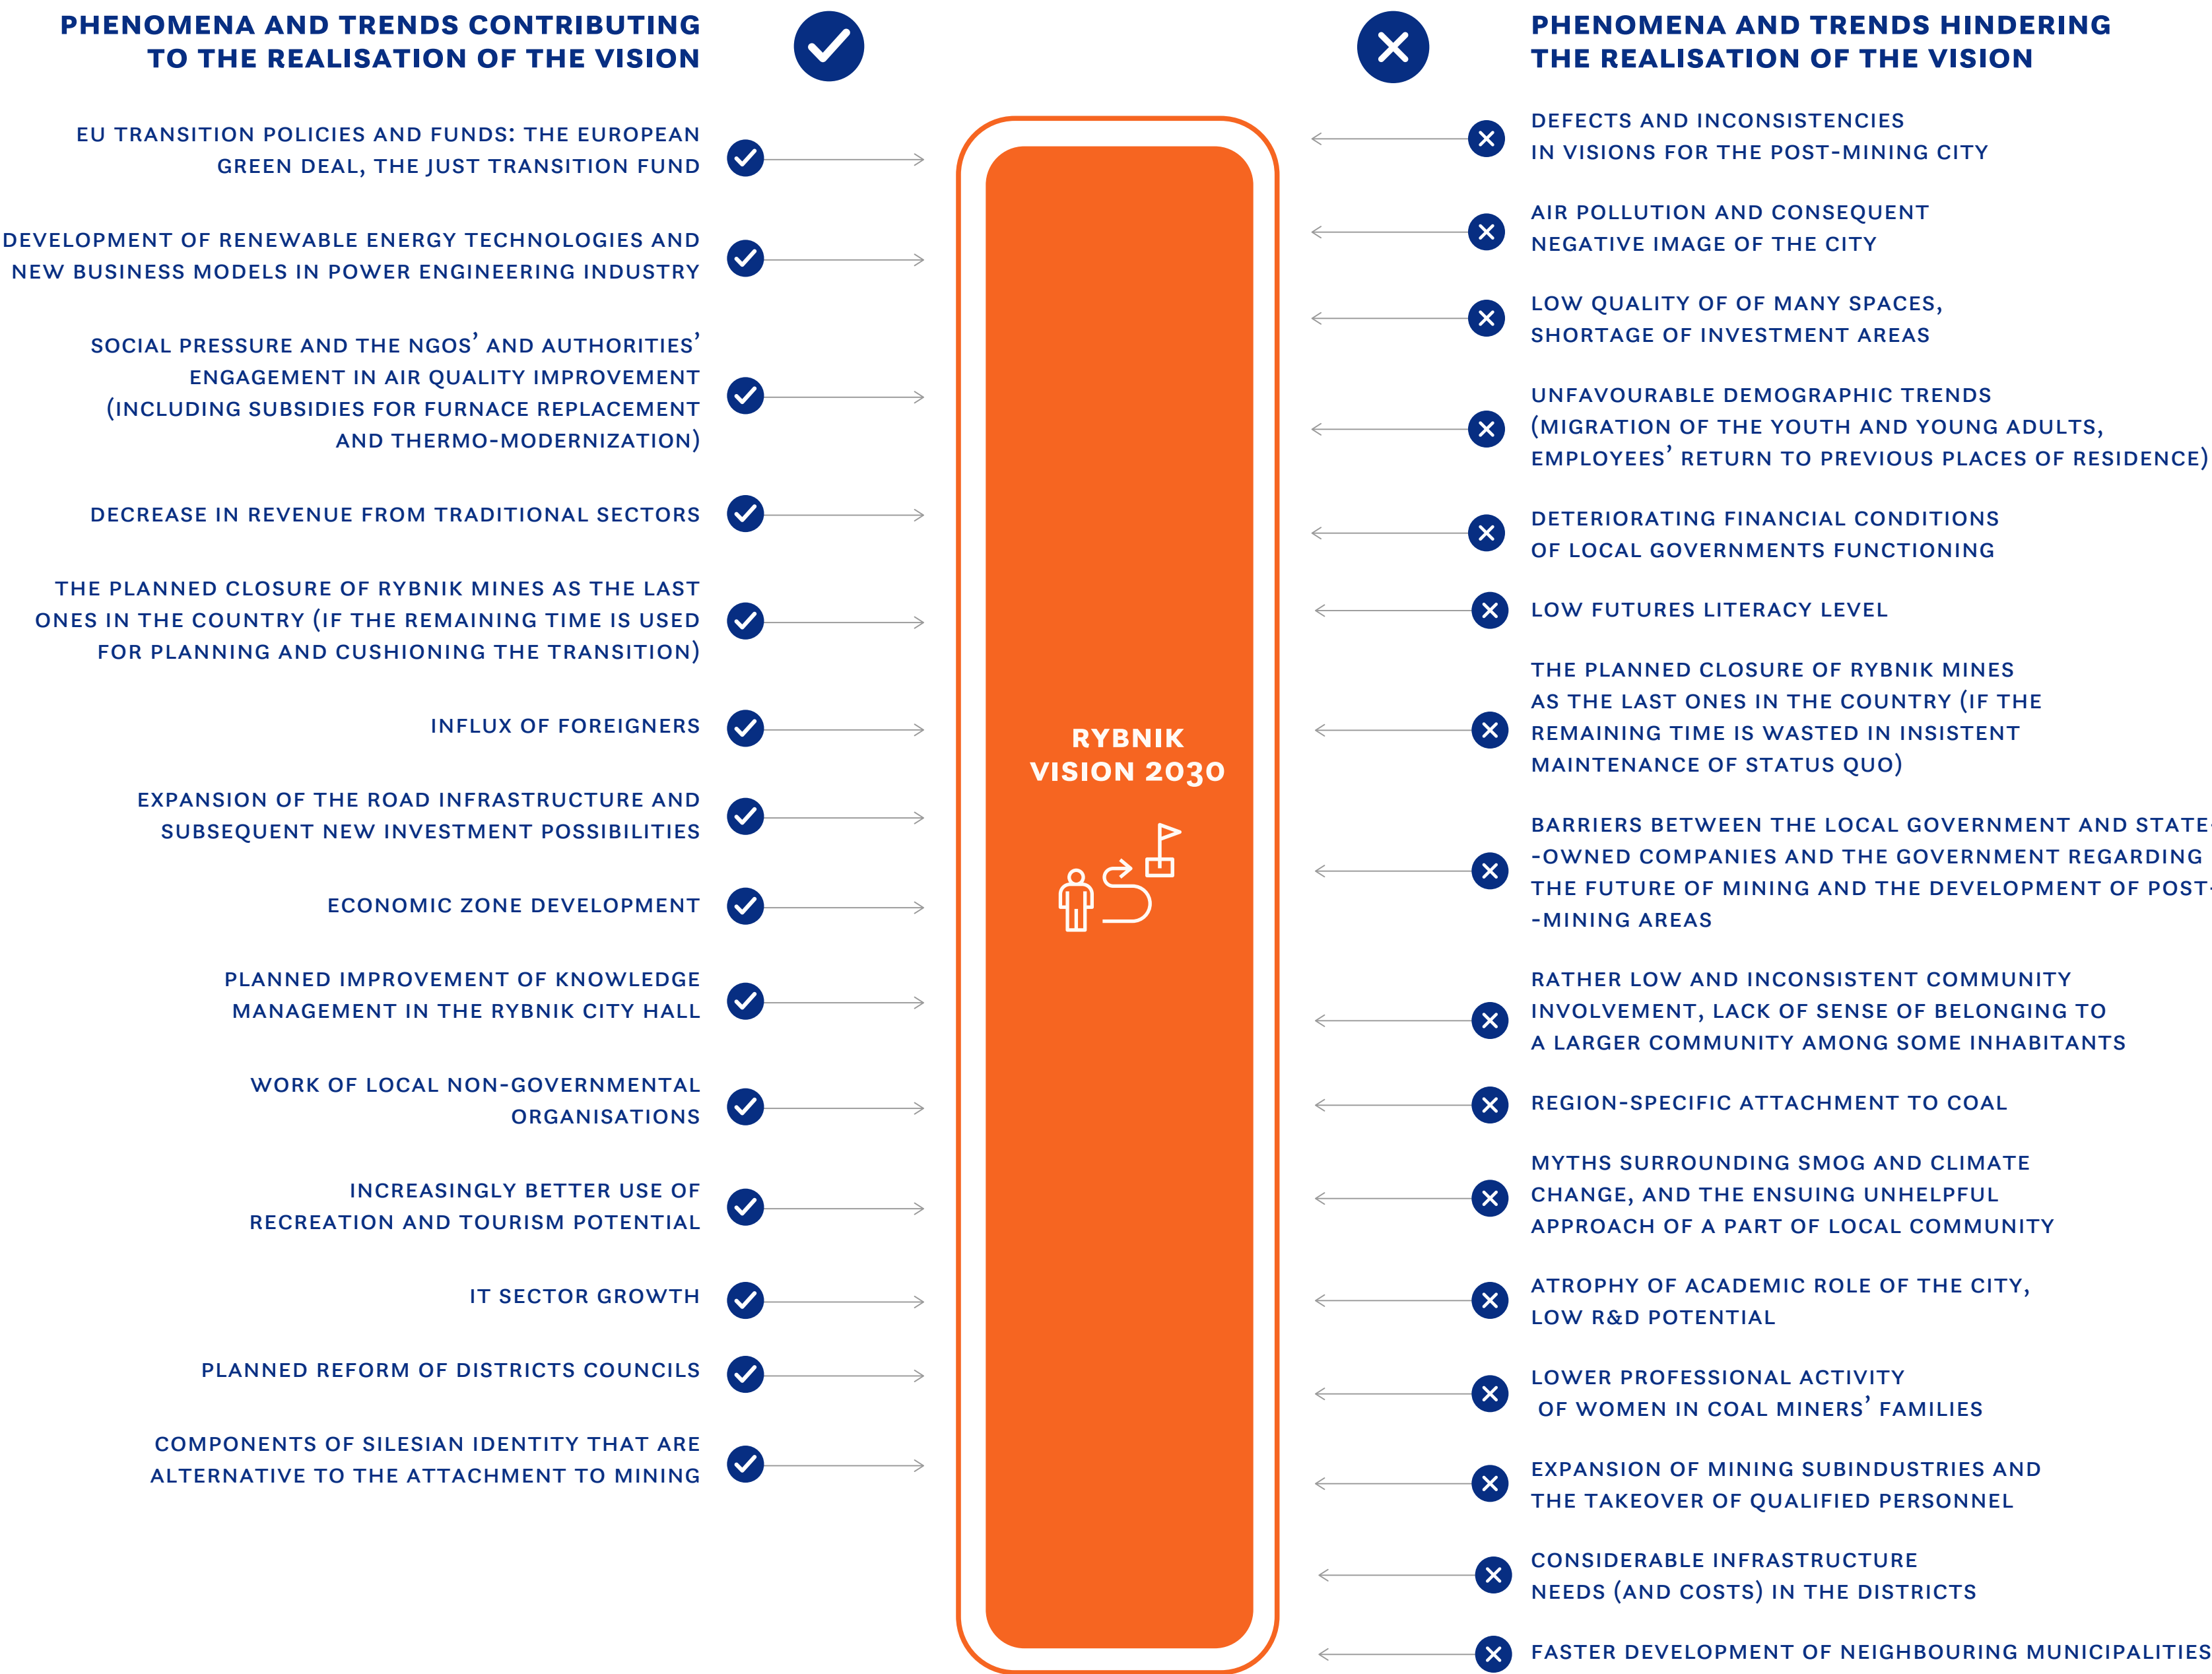 PHENOMENA AND TRENDS CONTRIBUTING
TO THE REALISATION OF THE VISION
EU TRANSITION POLICIES AND FUNDS: THE EUROPEAN
GREEN DEAL, THE JUST TRANSITION FUND
DEVELOPMENT OF RENEWABLE ENERGY TECHNOLOGIES AND
NEW BUSINESS MODELS IN POWER ENGINEERING INDUSTRY
SOCIAL PRESSURE AND THE NGOS’ AND AUTHORITIES’
ENGAGEMENT IN AIR QUALITY IMPROVEMENT
(INCLUDING SUBSIDIES FOR FURNACE REPLACEMENT
AND THERMO-MODERNIZATION)
DECREASE IN REVENUE FROM TRADITIONAL SECTORS
THE PLANNED CLOSURE OF RYBNIK MINES AS THE LAST
ONES IN THE COUNTRY (IF THE REMAINING TIME IS USED
FOR PLANNING AND CUSHIONING THE TRANSITION)
INFLUX OF FOREIGNERS
EXPANSION OF THE ROAD INFRASTRUCTURE AND
SUBSEQUENT NEW INVESTMENT POSSIBILITIES
ECONOMIC ZONE DEVELOPMENT
PLANNED IMPROVEMENT OF KNOWLEDGE
MANAGEMENT IN THE RYBNIK CITY HALL
WORK OF LOCAL NON-GOVERNMENTAL
ORGANISATIONS
INCREASINGLY BETTER USE OF
RECREATION AND TOURISM POTENTIAL
IT SECTOR GROWTH
PLANNED REFORM OF DISTRICTS COUNCILS
COMPONENTS OF SILESIAN IDENTITY THAT ARE
ALTERNATIVE TO THE ATTACHMENT TO MINING
RYBNIK
VISION 2030
PHENOMENA AND TRENDS HINDERING
THE REALISATION OF THE VISION
DEFECTS AND INCONSISTENCIES
IN VISIONS FOR THE POST-MINING CITY
AIR POLLUTION AND CONSEQUENT
NEGATIVE IMAGE OF THE CITY
LOW QUALITY OF OF MANY SPACES,
SHORTAGE OF INVESTMENT AREAS
UNFAVOURABLE DEMOGRAPHIC TRENDS
(MIGRATION OF THE YOUTH AND YOUNG ADULTS,
EMPLOYEES’ RETURN TO PREVIOUS PLACES OF RESIDENCE)
DETERIORATING FINANCIAL CONDITIONS
OF LOCAL GOVERNMENTS FUNCTIONING
LOW FUTURES LITERACY LEVEL
THE PLANNED CLOSURE OF RYBNIK MINES
AS THE LAST ONES IN THE COUNTRY (IF THE
REMAINING TIME IS WASTED IN INSISTENT
MAINTENANCE OF STATUS QUO)
BARRIERS BETWEEN THE LOCAL GOVERNMENT AND STATE-
-OWNED COMPANIES AND THE GOVERNMENT REGARDING
THE FUTURE OF MINING AND THE DEVELOPMENT OF POST-
-MINING AREAS
RATHER LOW AND INCONSISTENT COMMUNITY
INVOLVEMENT, LACK OF SENSE OF BELONGING TO
A LARGER COMMUNITY AMONG SOME INHABITANTS
REGION-SPECIFIC ATTACHMENT TO COAL
MYTHS SURROUNDING SMOG AND CLIMATE
CHANGE, AND THE ENSUING UNHELPFUL
APPROACH OF A PART OF LOCAL COMMUNITY
ATROPHY OF ACADEMIC ROLE OF THE CITY,
LOW R&D POTENTIAL
LOWER PROFESSIONAL ACTIVITY
OF WOMEN IN COAL MINERS’ FAMILIES
EXPANSION OF MINING SUBINDUSTRIES AND
THE TAKEOVER OF QUALIFIED PERSONNEL
CONSIDERABLE INFRASTRUCTURE
NEEDS (AND COSTS) IN THE DISTRICTS
FASTER DEVELOPMENT OF NEIGHBOURING MUNICIPALITIES